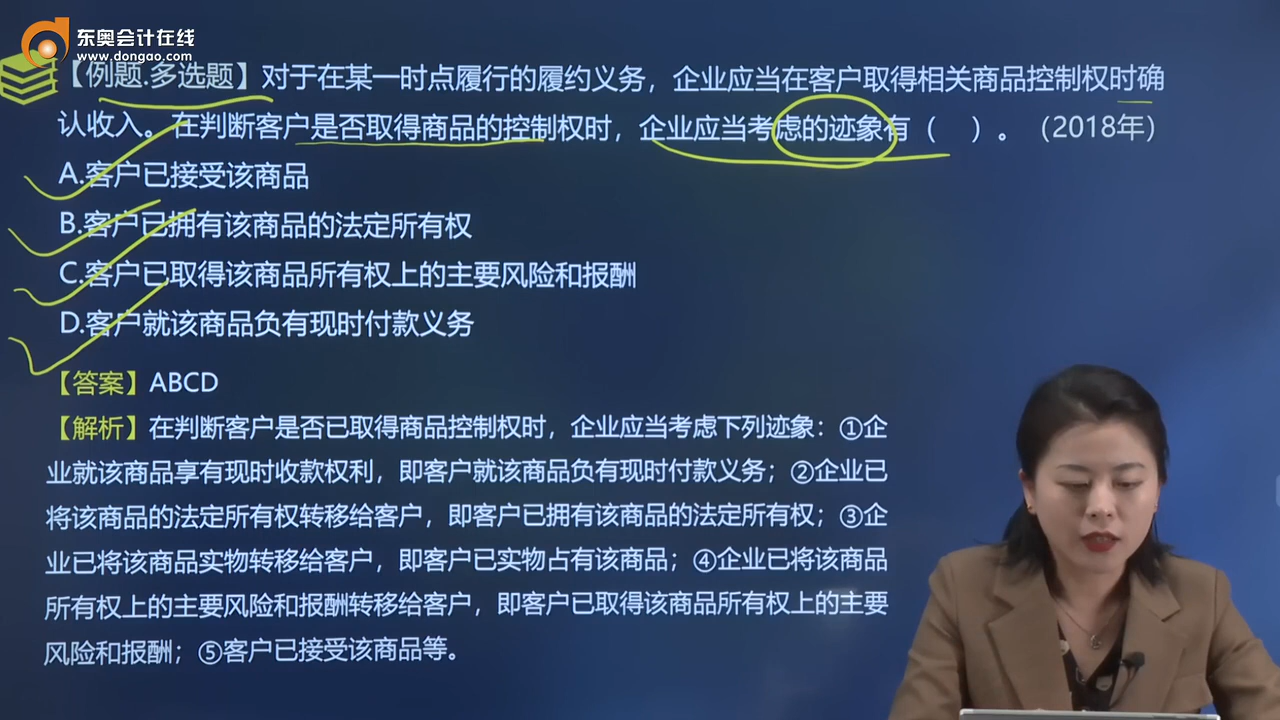 东奥会计在线
www.dongao.com
【例题.多选题】对于在某一时点履行的履约义务，企业应当在客户取得相关商品控制权时确
认收入。在判断客户是否取得商品的控制权时，企业应当考虑的迹象有（　）。（2018年）
A.客户已接受该商品
B.客户已拥有该商品的法定所有权
C.客户已取得该商品所有权上的主要风险和报酬
D.客户就该商品负有现时付款义务
【答案】ABCD
【解析】在判断客户是否已取得商品控制权时，企业应当考虑下列迹象：①企
业就该商品享有现时收款权利，即客户就该商品负有现时付款义务；②企业已
将该商品的法定所有权转移给客户，即客户已拥有该商品的法定所有权；③企
业已将该商品实物转移给客户，即客户已实物占有该商品；④企业已将该商品
所有权上的主要风险和报酬转移给客户，即客户已取得该商品所有权上的主要
风险和报酬；⑤客户已接受该商品等。